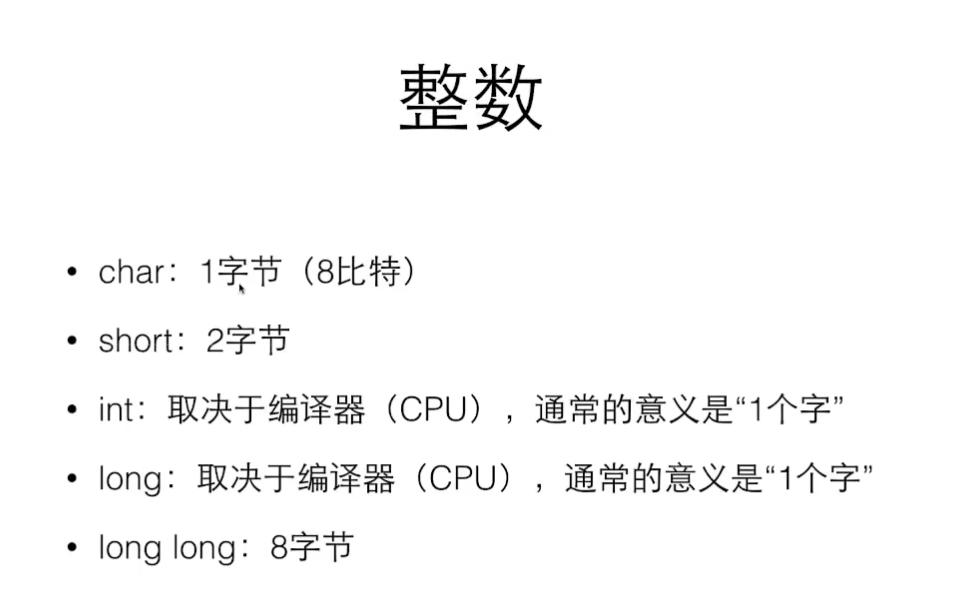 整数
• char：1字节（8比特）
• short：2字节
• int：取决于编译器（CPU），通常的意义是“1个字”
• long：取决于编译器（CPU），通常的意义是“1个字”
• long long：8字节